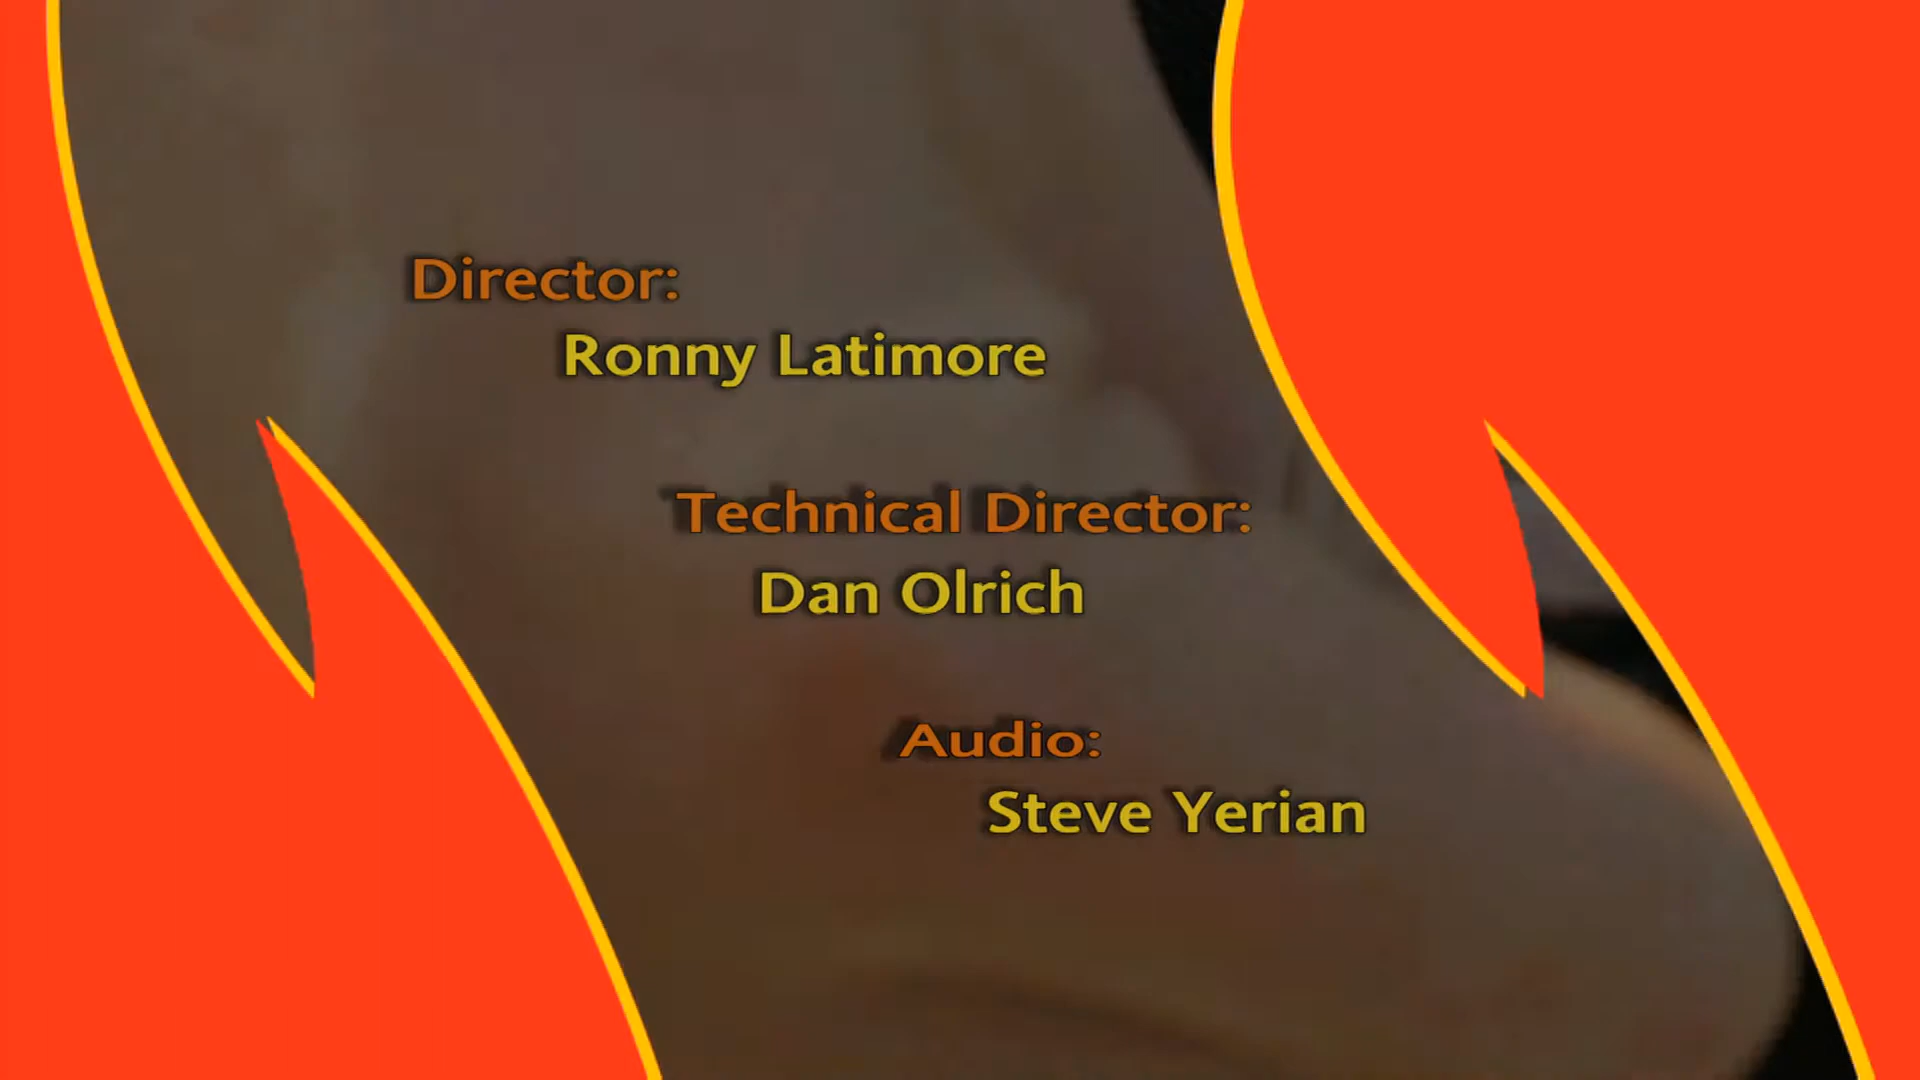 Director:
Ronny Latimore
Technical Director:
Dan Olrich
Audio:
Steve Yerian